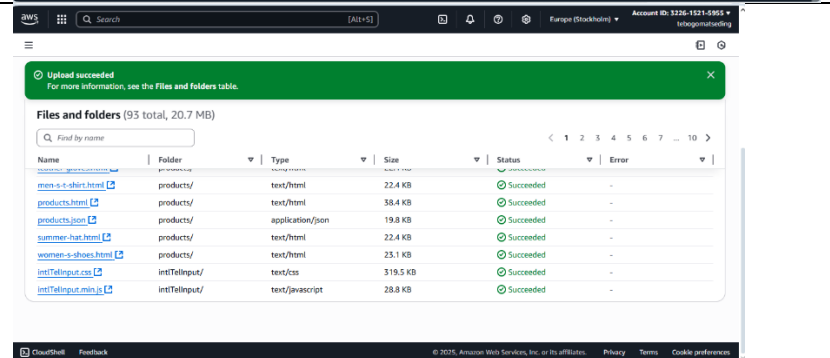 aws Search [Alt+S] Europe (Stockholm) Account ID: 3226-1521-5955
tebogomatseding
Upload succeeded
For more information, see the Files and folders table.
Files and folders (93 total, 20.7 MB)
Find by name 1 2 3 4 5 6 7 ... 10
Name Folder Type Size Status Error
men-s-t-shirt.html products/ text/html 22.4 KB Succeeded -
products.html products/ text/html 38.4 KB Succeeded -
products.json products/ application/json 19.8 KB Succeeded -
summer-hat.html products/ text/html 22.4 KB Succeeded -
women-s-shoes.html products/ text/html 23.1 KB Succeeded -
intlTelInput.css intlTelInput/ text/css 319.5 KB Succeeded -
intlTelInput.min.js intlTelInput/ text/javascript 28.8 KB Succeeded -
CloudShell Feedback © 2025, Amazon Web Services, Inc. or its affiliates. Privacy Terms Cookie preferences